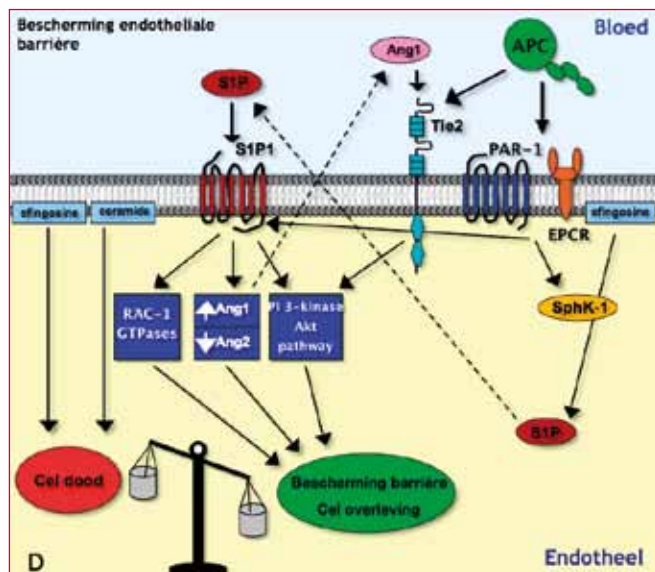 Bescherming endotheliale
barrière
Bloed
Ang1
APC
S1P
Tie2
S1P1
PAR-1
sfingosine
ceramide
sfingosine
EPCR
RAC-1
GTPases
Ang1
Ang2
PI 3-kinase
Akt
pathway
SphK-1
S1P
Cel dood
Bescherming barrière
Cel overleving
D
Endotheel